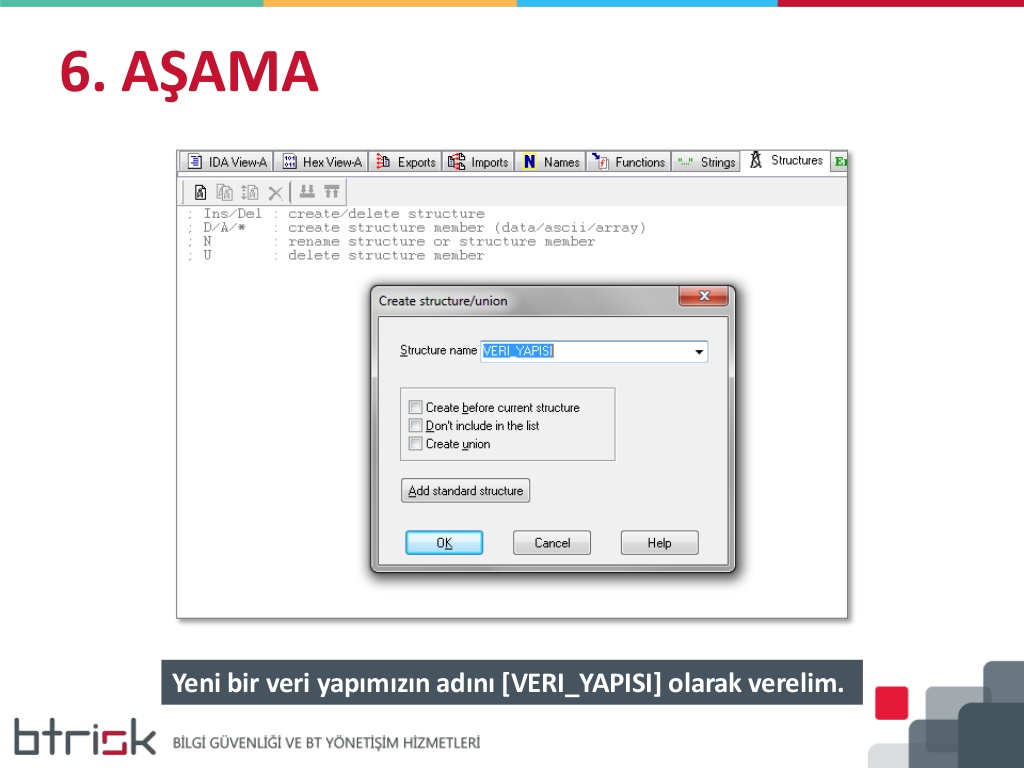 6. AŞAMA
IDA View-A Hex View-A Exports Imports N Names Functions "..." Strings Structures En
; Ins/Del : create/delete structure
; D/A/* : create structure member (data/ascii/array)
; N : rename structure or structure member
; U : delete structure member
Create structure/union
Structure name VERI_YAPISI
Create before current structure
Don't include in the list
Create union
Add standard structure
OK Cancel Help
Yeni bir veri yapımızın adını [VERI_YAPISI] olarak verelim.
btrisk BİLGİ GÜVENLİĞİ VE BT YÖNETİŞİM HİZMETLERİ